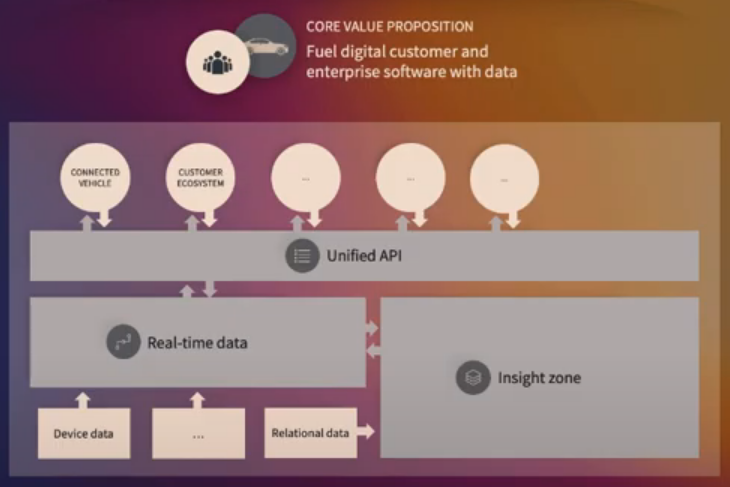 CORE VALUE PROPOSITION
Fuel digital customer and
enterprise software with data
CONNECTED
VEHICLE
CUSTOMER
ECOSYSTEM
...
...
...
Unified API
Real-time data
Insight zone
Device data
...
Relational data